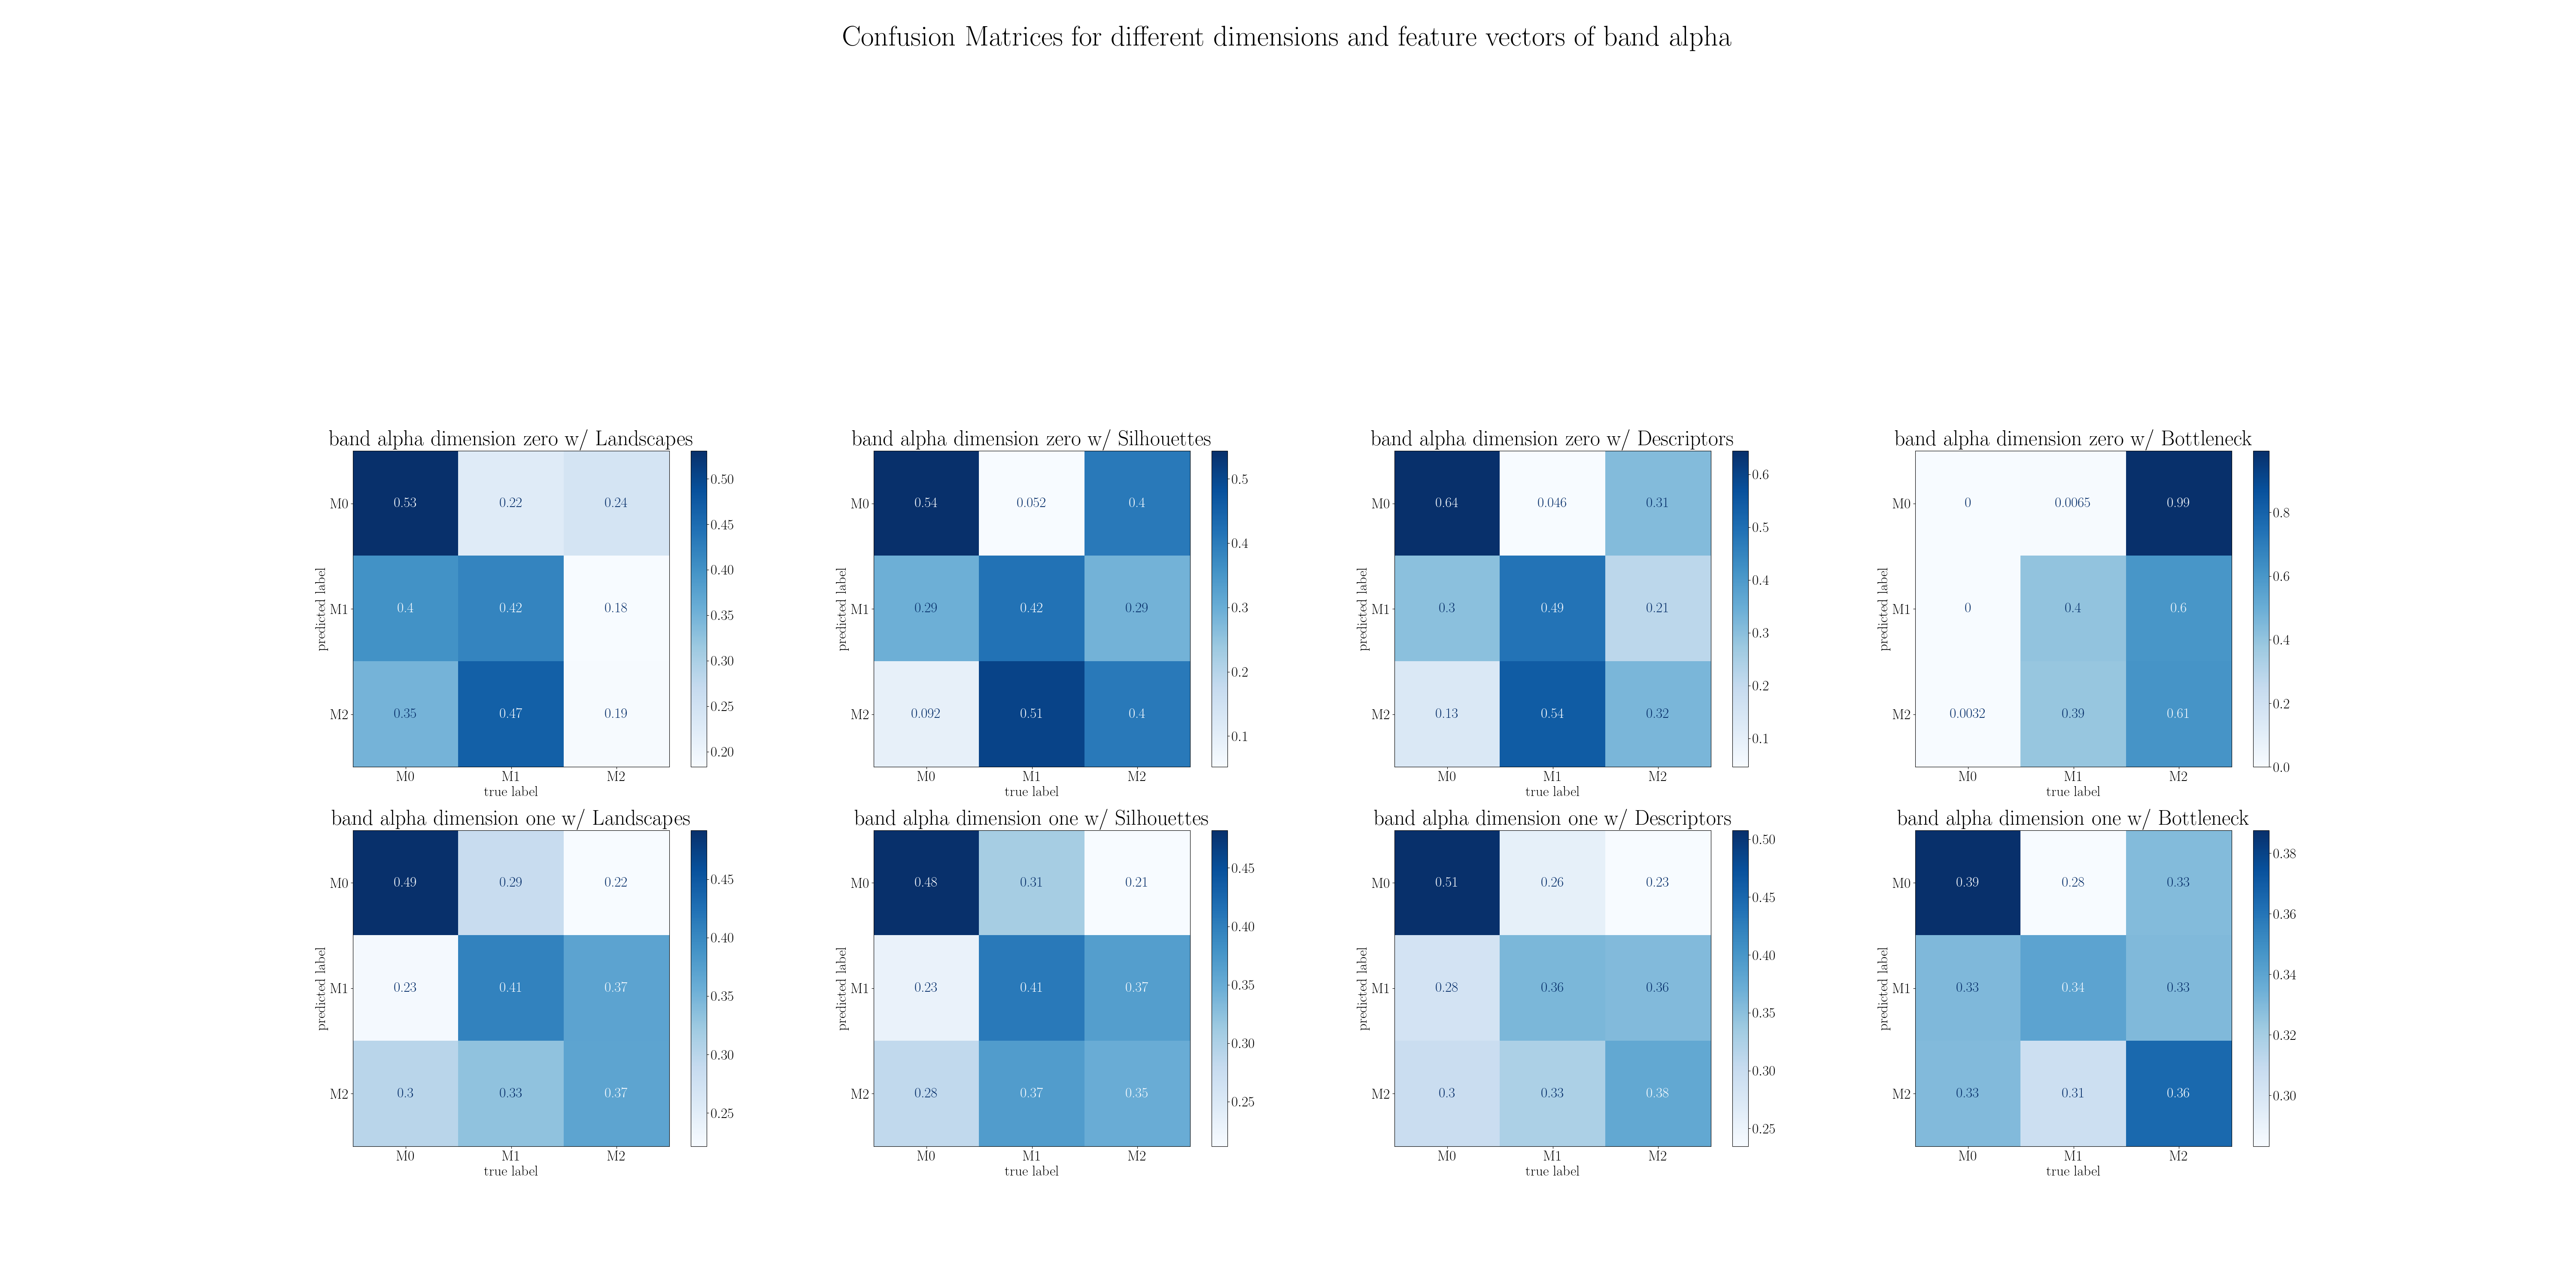 Confusion Matrices for different dimensions and feature vectors of band alpha
band alpha dimension zero w/ Landscapes
predicted label
M0
M1
M2
0.53 0.22 0.24
0.4 0.42 0.18
0.35 0.47 0.19
M0 M1 M2
true label
0.50
0.45
0.40
0.35
0.30
0.25
0.20
band alpha dimension zero w/ Silhouettes
predicted label
M0
M1
M2
0.54 0.052 0.4
0.29 0.42 0.29
0.092 0.51 0.4
M0 M1 M2
true label
0.5
0.4
0.3
0.2
0.1
band alpha dimension zero w/ Descriptors
predicted label
M0
M1
M2
0.64 0.046 0.31
0.3 0.49 0.21
0.13 0.54 0.32
M0 M1 M2
true label
0.6
0.5
0.4
0.3
0.2
0.1
band alpha dimension zero w/ Bottleneck
predicted label
M0
M1
M2
0 0.0065 0.99
0 0.4 0.6
0.0032 0.39 0.61
M0 M1 M2
true label
0.8
0.6
0.4
0.2
0.0
band alpha dimension one w/ Landscapes
predicted label
M0
M1
M2
0.49 0.29 0.22
0.23 0.41 0.37
0.3 0.33 0.37
M0 M1 M2
true label
0.45
0.40
0.35
0.30
0.25
band alpha dimension one w/ Silhouettes
predicted label
M0
M1
M2
0.48 0.31 0.21
0.23 0.41 0.37
0.28 0.37 0.35
M0 M1 M2
true label
0.45
0.40
0.35
0.30
0.25
band alpha dimension one w/ Descriptors
predicted label
M0
M1
M2
0.51 0.26 0.23
0.28 0.36 0.36
0.3 0.33 0.38
M0 M1 M2
true label
0.50
0.45
0.40
0.35
0.30
0.25
band alpha dimension one w/ Bottleneck
predicted label
M0
M1
M2
0.39 0.28 0.33
0.33 0.34 0.33
0.33 0.31 0.36
M0 M1 M2
true label
0.38
0.36
0.34
0.32
0.30